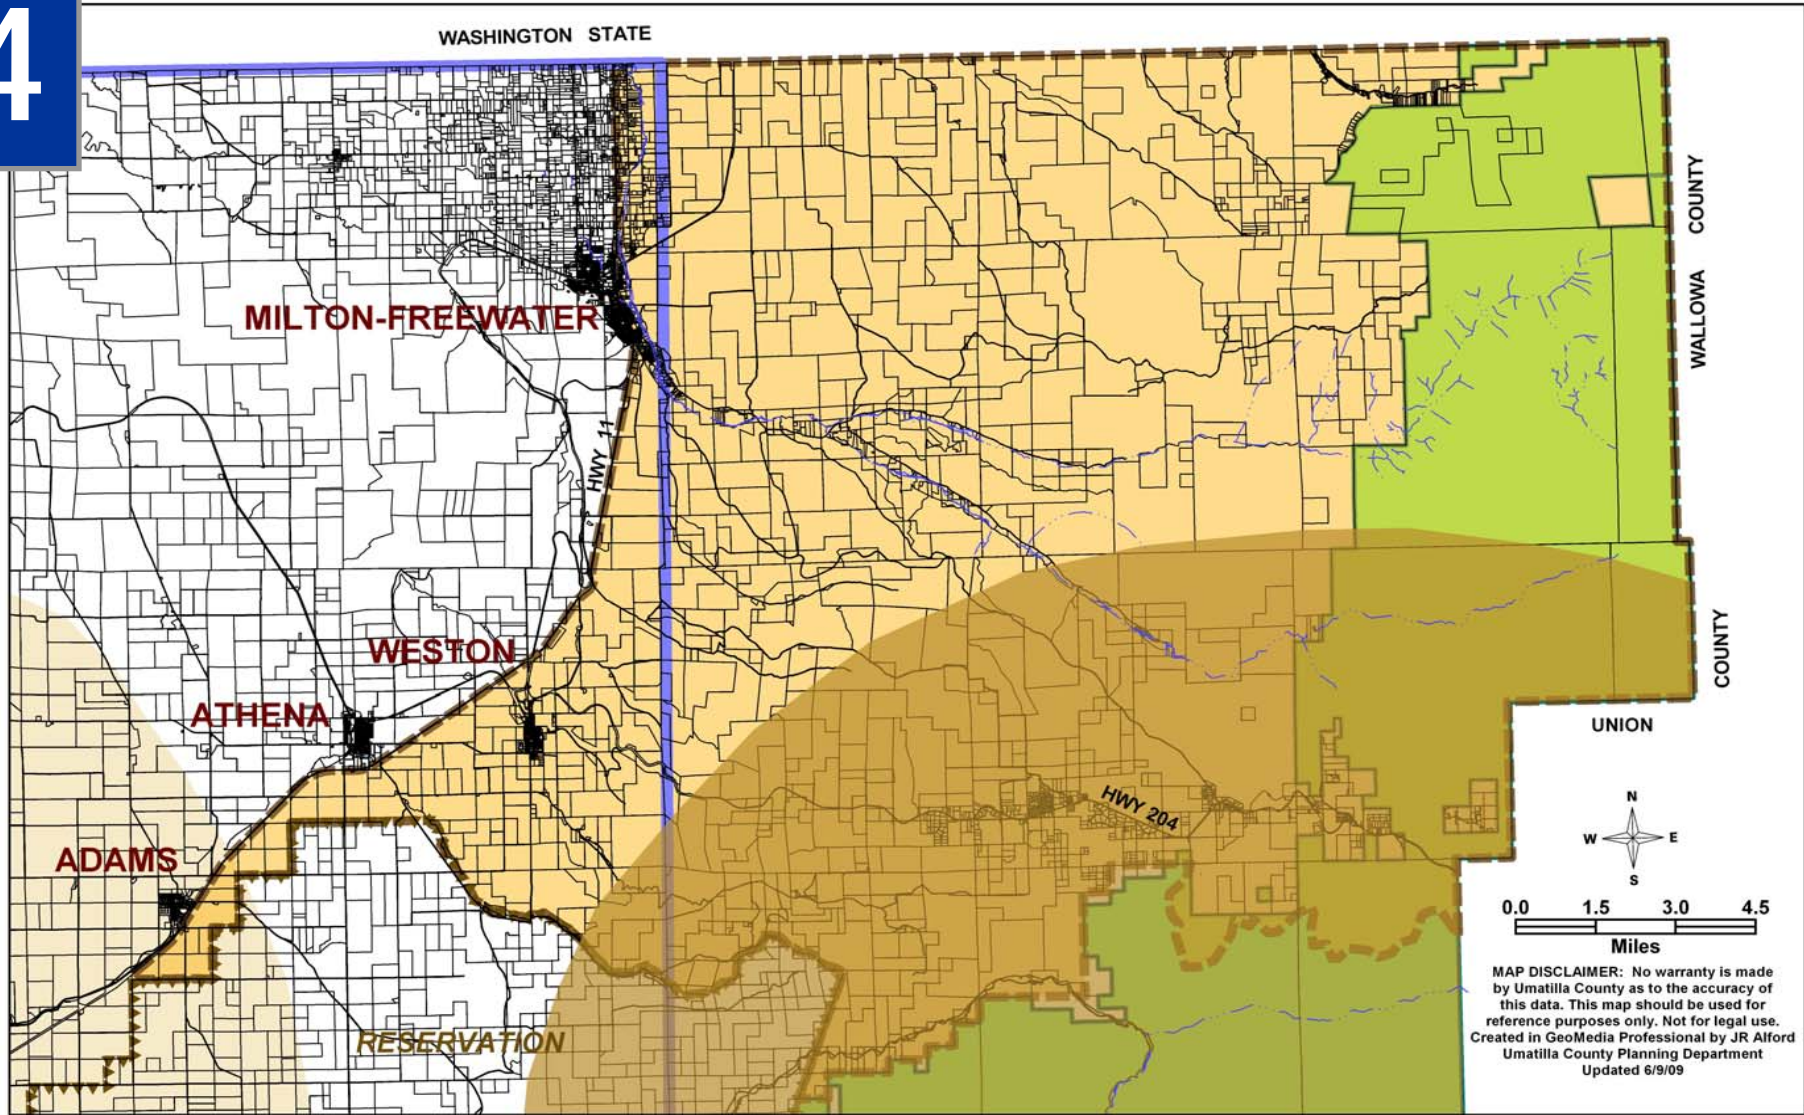 4
WASHINGTON STATE
WALLOWA COUNTY
MILTON-FREEWATER
HWY 11
WESTON
COUNTY
ATHENA
UNION
HWY 204
ADAMS
N
W E
S
0.0 1.5 3.0 4.5
Miles
RESERVATION
MAP DISCLAIMER: No warranty is made
by Umatilla County as to the accuracy of
this data. This map should be used for
reference purposes only. Not for legal use.
Created in GeoMedia Professional by JR Alford
Umatilla County Planning Department
Updated 6/9/09